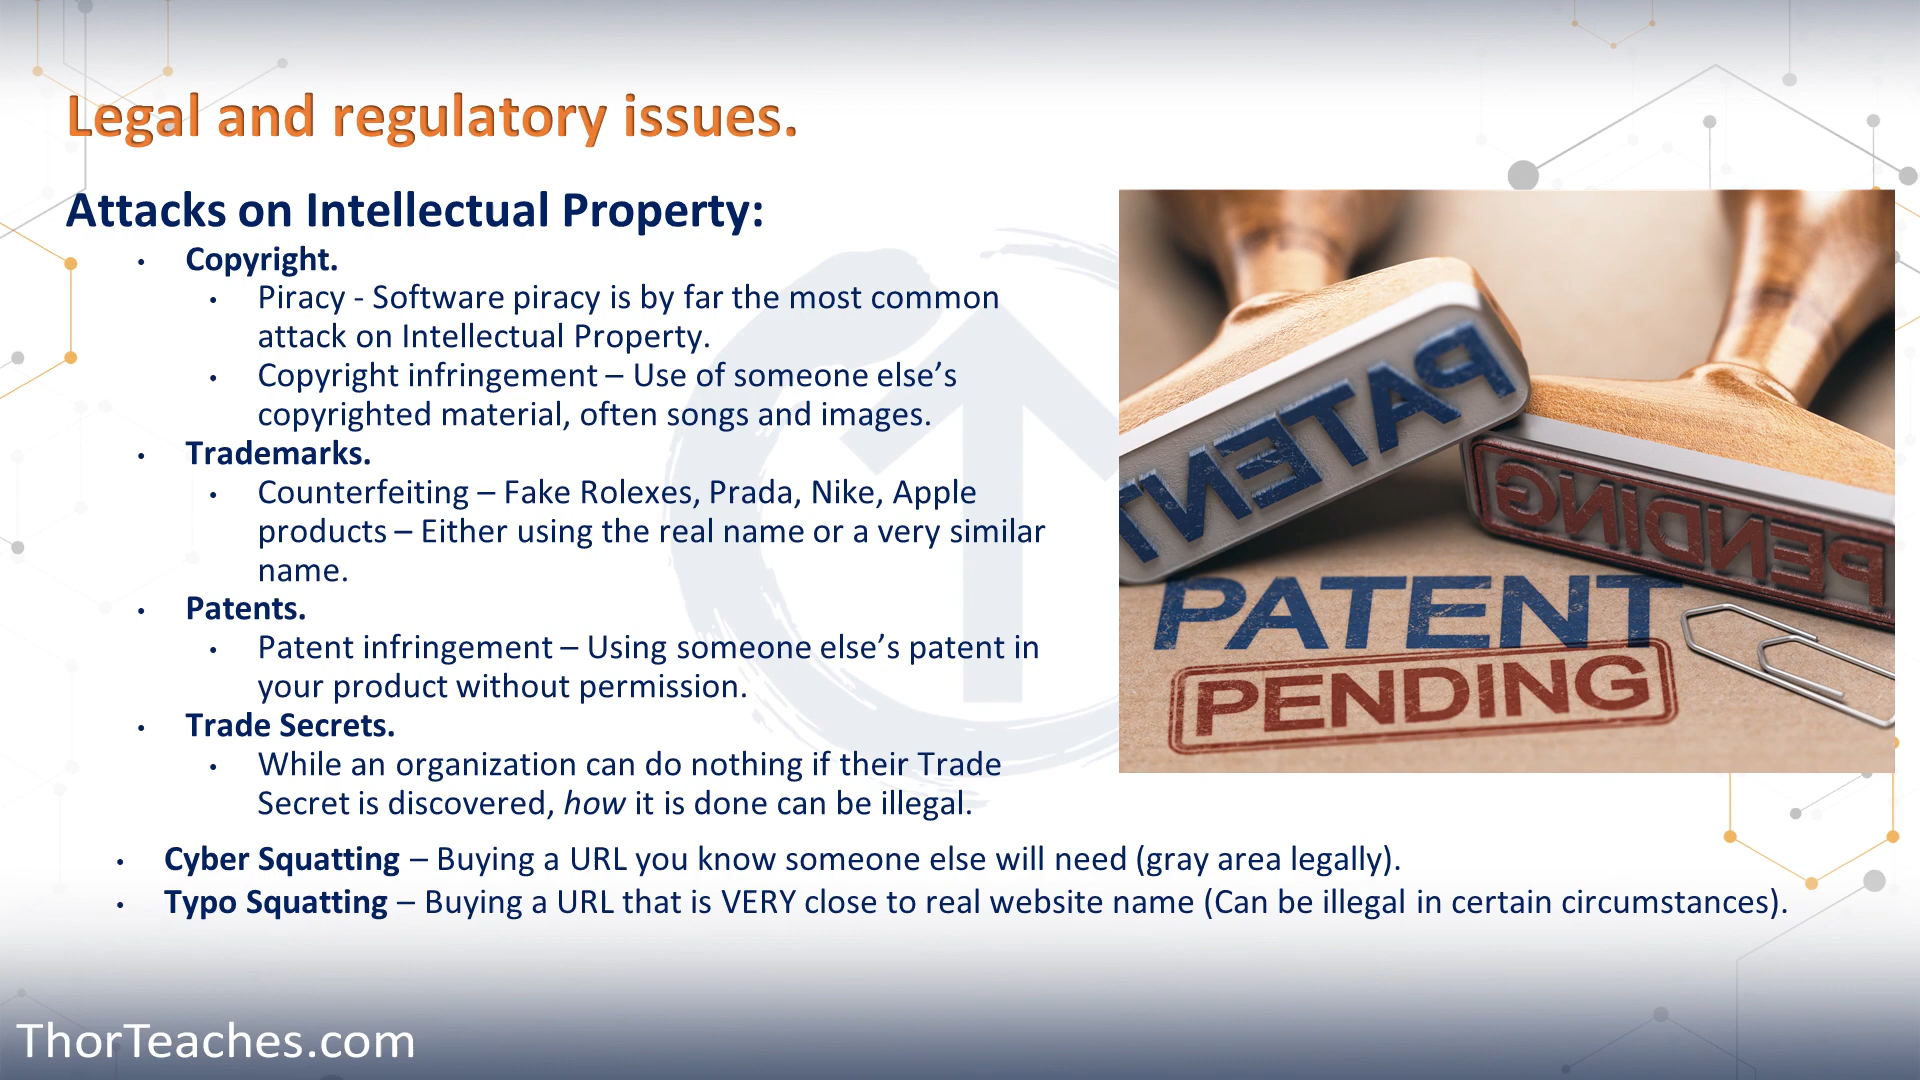 Legal and regulatory issues.
Attacks on Intellectual Property:
• Copyright.
• Piracy - Software piracy is by far the most common
attack on Intellectual Property.
• Copyright infringement – Use of someone else’s
copyrighted material, often songs and images.
• Trademarks.
• Counterfeiting – Fake Rolexes, Prada, Nike, Apple
products – Either using the real name or a very similar
name.
• Patents.
• Patent infringement – Using someone else’s patent in
your product without permission.
• Trade Secrets.
• While an organization can do nothing if their Trade
Secret is discovered, how it is done can be illegal.
• Cyber Squatting – Buying a URL you know someone else will need (gray area legally).
• Typo Squatting – Buying a URL that is VERY close to real website name (Can be illegal in certain circumstances).
PATENT
PENDING
PATENT
PENDING
ThorTeaches.com